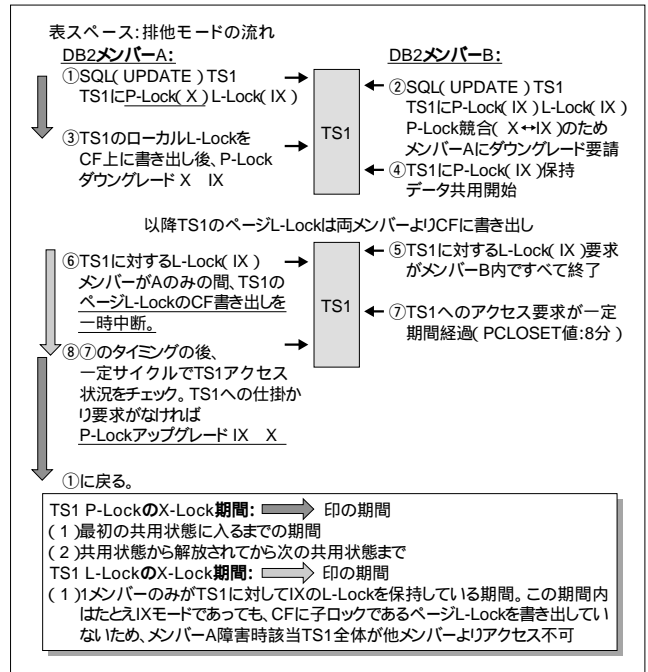 表スペース:排他モードの流れ
DB2メンバーA:
①SQL( UPDATE ) TS1
TS1にP-Lock( X ) L-Lock( IX )
③TS1のローカルL-Lockを
CF上に書き出し後、P-Lock
ダウングレード X IX
TS1
DB2メンバーB:
②SQL( UPDATE ) TS1
TS1にP-Lock( IX ) L-Lock( IX )
P-Lock競合( X↔IX )のため
メンバーAにダウングレード要請
④TS1にP-Lock( IX )保持
データ共用開始
以降TS1のページL-Lockは両メンバーよりCFに書き出し
⑥TS1に対するL-Lock( IX )
メンバーがAのみの間、TS1の
ページL-LockのCF書き出しを
一時中断。
⑧⑦のタイミングの後、
一定サイクルでTS1アクセス
状況をチェック。TS1への仕掛か
り要求がなければ
P-Lockアップグレード IX X
TS1
⑤TS1に対するL-Lock( IX )要求
がメンバーB内ですべて終了
⑦TS1へのアクセス要求が一定
期間経過( PCLOSET値:8分 )
①に戻る。
TS1 P-LockのX-Lock期間: 印の期間
( 1 )最初の共用状態に入るまでの期間
( 2 )共用状態から解放されてから次の共用状態まで
TS1 L-LockのX-Lock期間: 印の期間
( 1 )1メンバーのみがTS1に対してIXのL-Lockを保持している期間。この期間内
はたとえIXモードであっても、CFに子ロックであるページL-Lockを書き出してい
ないため、メンバーA障害時該当TS1全体が他メンバーよりアクセス不可